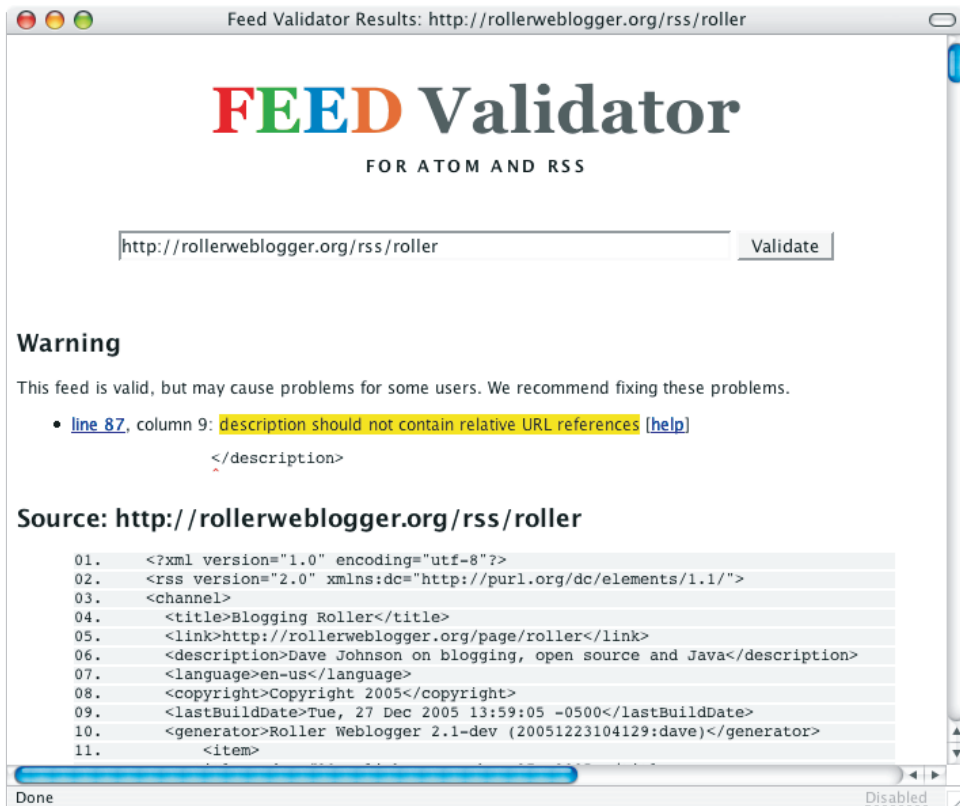 Feed Validator Results: http://rollerweblogger.org/rss/roller
FEED Validator
FOR ATOM AND RSS
http://rollerweblogger.org/rss/roller Validate
Warning
This feed is valid, but may cause problems for some users. We recommend fixing these problems.
• line 87, column 9: description should not contain relative URL references [help]
</description>
^
Source: http://rollerweblogger.org/rss/roller
01. <?xml version="1.0" encoding="utf-8"?>
02. <rss version="2.0" xmlns:dc="http://purl.org/dc/elements/1.1/">
03. <channel>
04. <title>Blogging Roller</title>
05. <link>http://rollerweblogger.org/page/roller</link>
06. <description>Dave Johnson on blogging, open source and Java</description>
07. <language>en-us</language>
08. <copyright>Copyright 2005</copyright>
09. <lastBuildDate>Tue, 27 Dec 2005 13:59:05 -0500</lastBuildDate>
10. <generator>Roller Weblogger 2.1-dev (20051223104129:dave)</generator>
11. <item>
Done Disabled